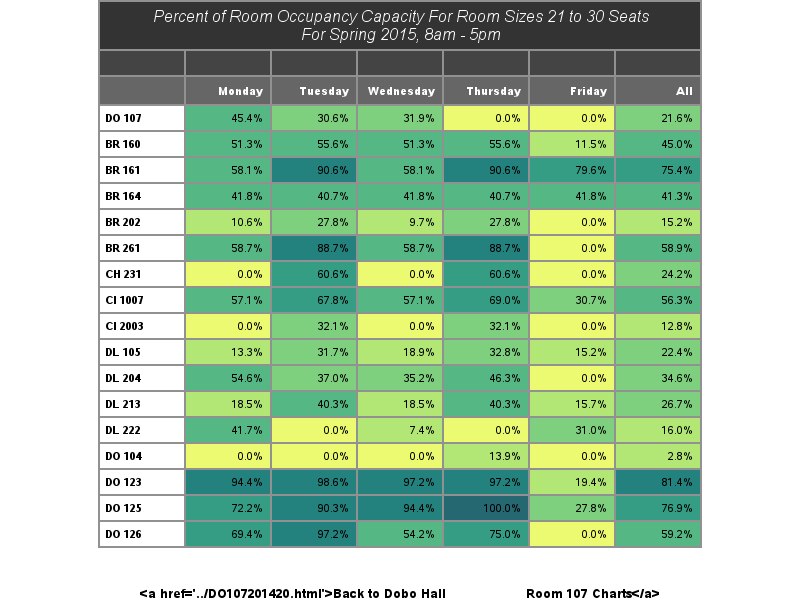 Percent of Room Occupancy Capacity For Room Sizes 21 to 30 Seats
For Spring 2015, 8am - 5pm
Monday Tuesday Wednesday Thursday Friday All
DO 107 45.4% 30.6% 31.9% 0.0% 0.0% 21.6%
BR 160 51.3% 55.6% 51.3% 55.6% 11.5% 45.0%
BR 161 58.1% 90.6% 58.1% 90.6% 79.6% 75.4%
BR 164 41.8% 40.7% 41.8% 40.7% 41.8% 41.3%
BR 202 10.6% 27.8% 9.7% 27.8% 0.0% 15.2%
BR 261 58.7% 88.7% 58.7% 88.7% 0.0% 58.9%
CH 231 0.0% 60.6% 0.0% 60.6% 0.0% 24.2%
CI 1007 57.1% 67.8% 57.1% 69.0% 30.7% 56.3%
CI 2003 0.0% 32.1% 0.0% 32.1% 0.0% 12.8%
DL 105 13.3% 31.7% 18.9% 32.8% 15.2% 22.4%
DL 204 54.6% 37.0% 35.2% 46.3% 0.0% 34.6%
DL 213 18.5% 40.3% 18.5% 40.3% 15.7% 26.7%
DL 222 41.7% 0.0% 7.4% 0.0% 31.0% 16.0%
DO 104 0.0% 0.0% 0.0% 13.9% 0.0% 2.8%
DO 123 94.4% 98.6% 97.2% 97.2% 19.4% 81.4%
DO 125 72.2% 90.3% 94.4% 100.0% 27.8% 76.9%
DO 126 69.4% 97.2% 54.2% 75.0% 0.0% 59.2%
<a href='../DO107201420.html'>Back to Dobo Hall Room 107 Charts</a>